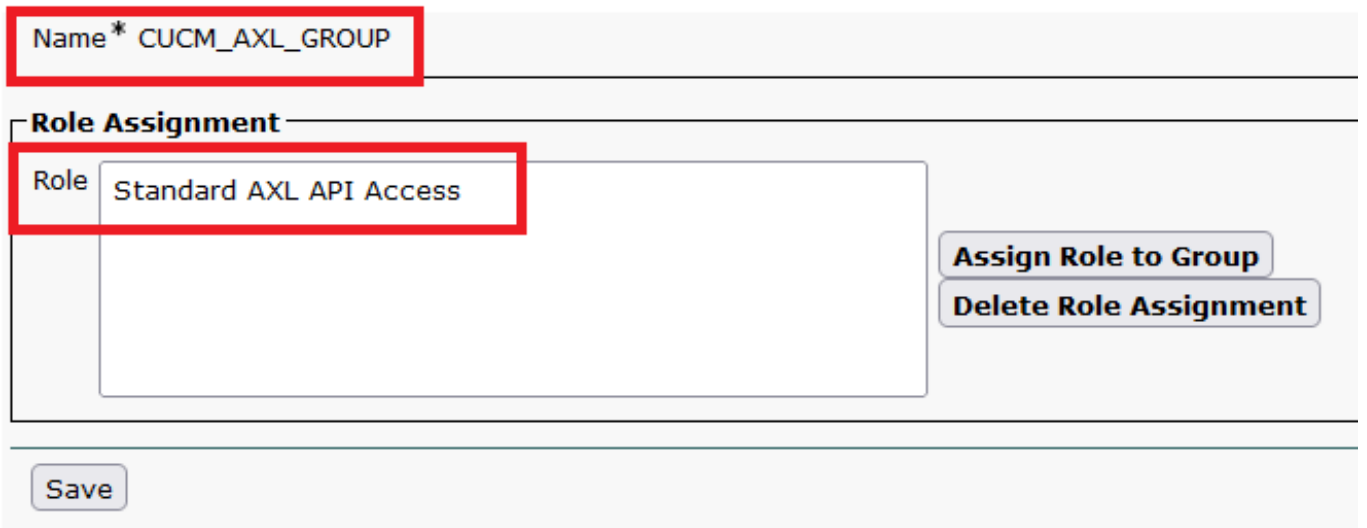 Name* CUCM_AXL_GROUP
Role Assignment
Role Standard AXL API Access
Assign Role to Group
Delete Role Assignment
Save